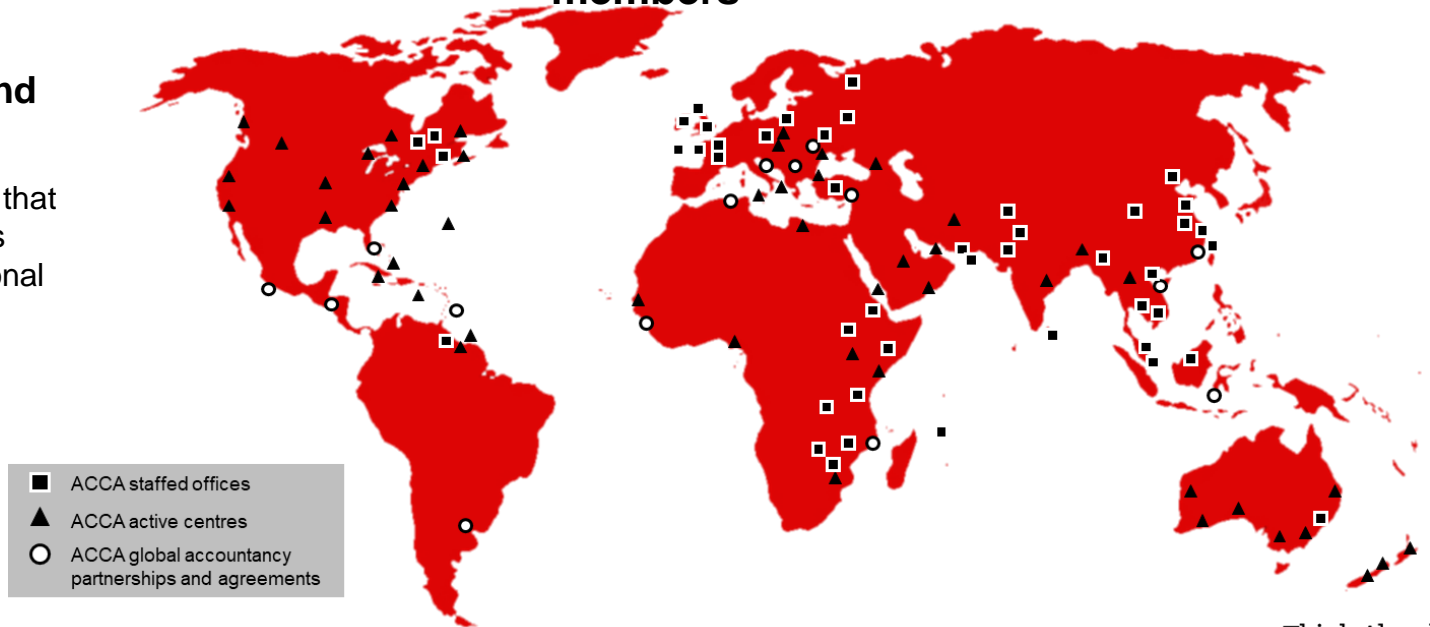 members
nd
that
s
onal
ACCA staffed offices
ACCA active centres
ACCA global accountancy
partnerships and agreements